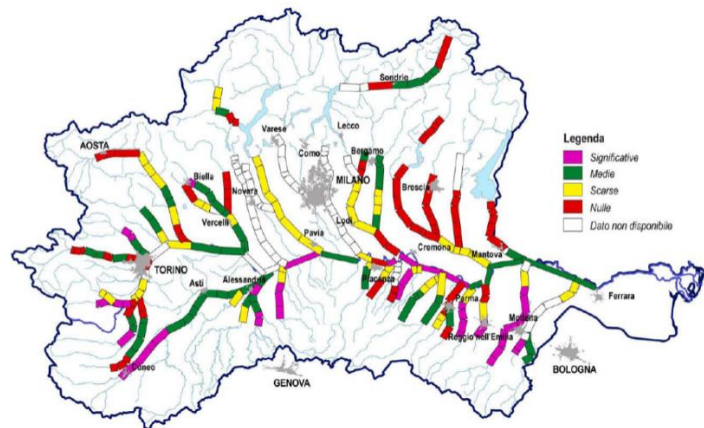 Sondrio
Varese
Lecco
AOSTA
Como
Bergamo
Biella
MILANO
Novara
Brescia
Vercelli
Lodi
Pavia
Cremona
Mantova
TORINO
Asti
Alessandria
Piacenza
Ferrara
Parma
Modena
Reggio nell'Emilia
Cuneo
GENOVA
BOLOGNA
Legenda
Significative
Medie
Scarse
Nulle
Dato non disponibile